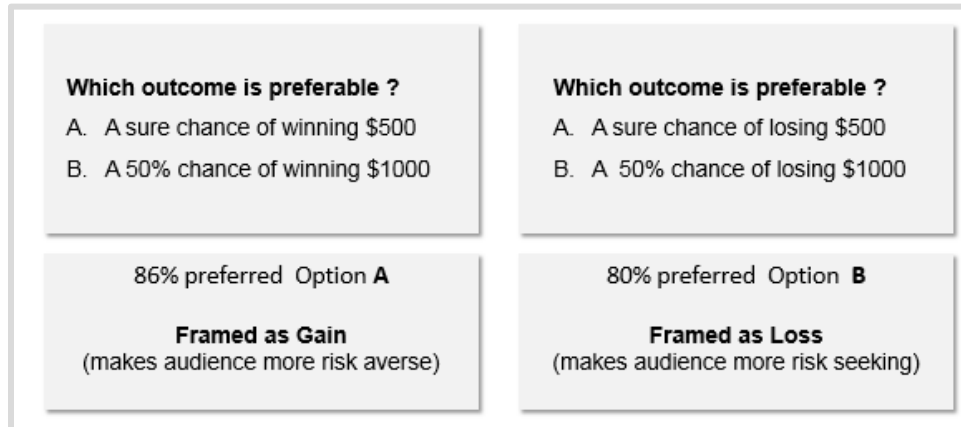 Which outcome is preferable ?
A. A sure chance of winning $500
B. A 50% chance of winning $1000
86% preferred Option A
Framed as Gain
(makes audience more risk averse)
Which outcome is preferable ?
A. A sure chance of losing $500
B. A 50% chance of losing $1000
80% preferred Option B
Framed as Loss
(makes audience more risk seeking)